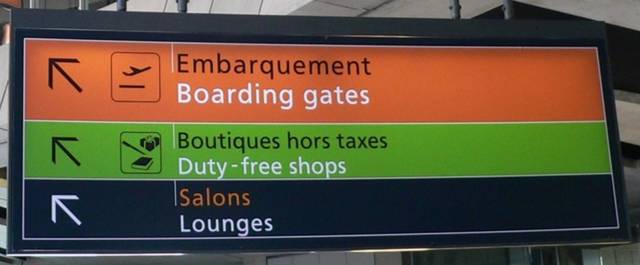 Embarquement
Boarding gates
Boutiques hors taxes
Duty-free shops
Salons
Lounges